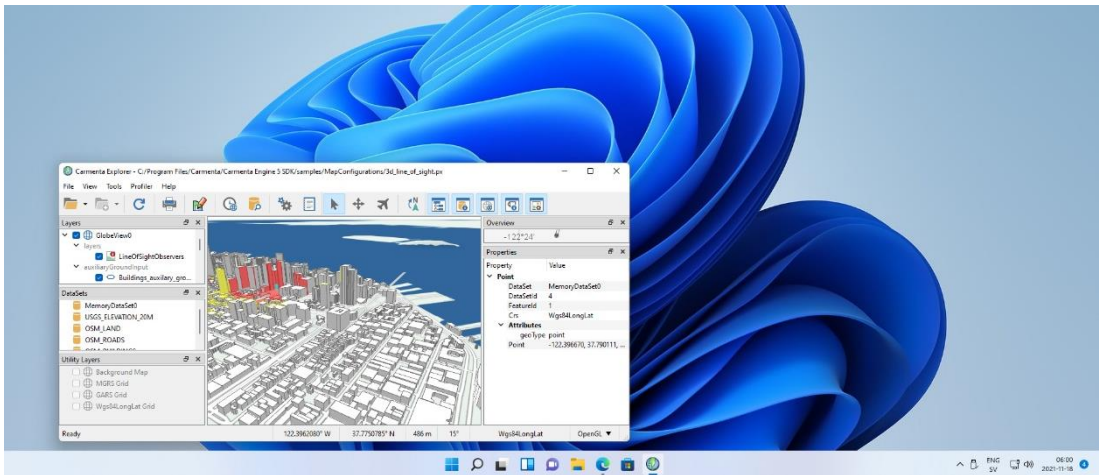 Carmenta Explorer - C:/Program Files/Carmenta/Carmenta Engine 5 SDK/samples/MapConfigurations/3d_line_of_sight.px
File View Tools Profiler Help
Layers
GlobeView0
layers
LineOfSightObservers
auxiliaryGroundInput
Buildings_auxilary_gro...
DataSets
MemoryDataSet0
USGS_ELEVATION_20M
OSM_LAND
OSM_ROADS
Utility Layers
Background Map
MGRS Grid
GARS Grid
Wgs84LongLat Grid
Overview
-122°24'
Properties
Property Value
Point
DataSet MemoryDataSet0
DataSetId 4
FeatureId 1
Crs Wgs84LongLat
Attributes
geoType point
Point -122.396670, 37.790111, ...
Ready 122.3962080° W 37.7750785° N 486 m 15° Wgs84LongLat OpenGL
ENG
SV
06:00
2021-11-18